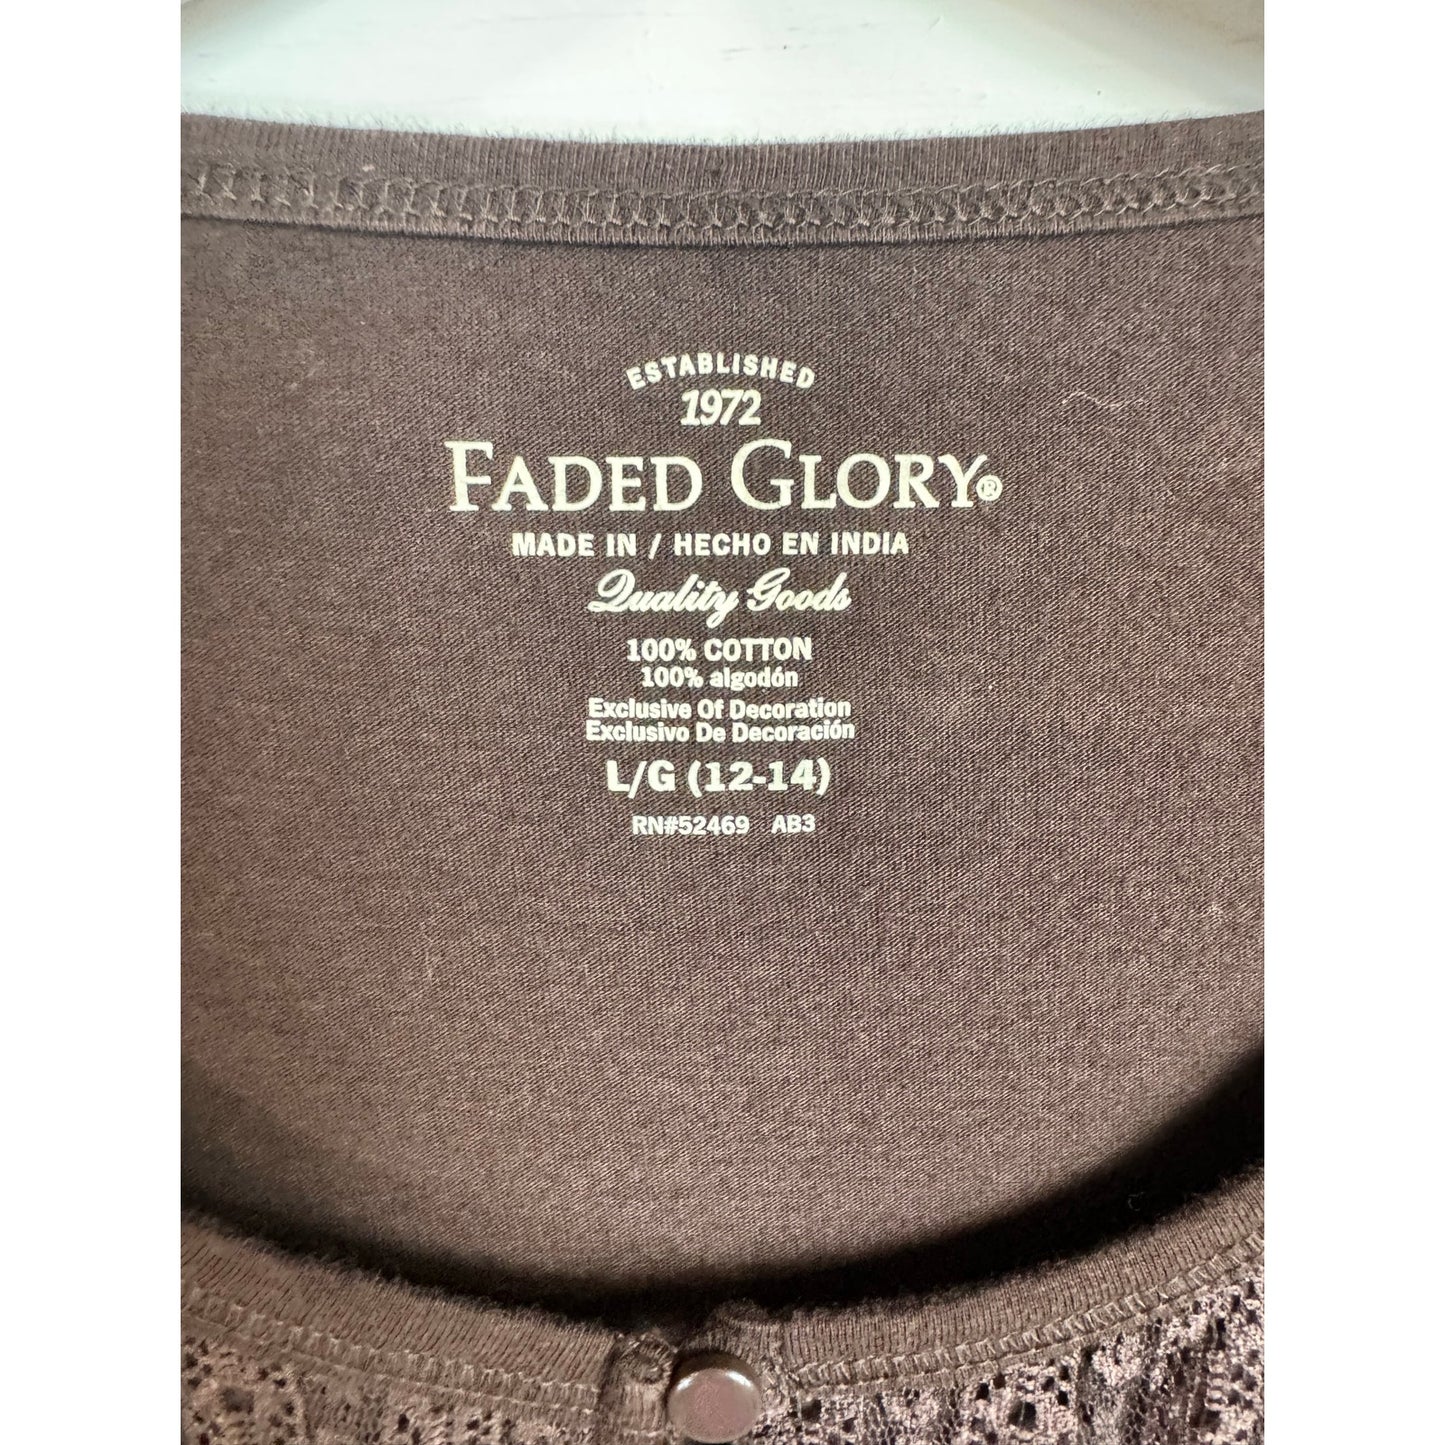 ESTABLISHED
1972
FADED GLORY®
MADE IN / HECHO EN INDIA
Quality Goods
100% COTTON
100% algodón
Exclusive Of Decoration
Exclusivo De Decoración
L/G (12-14)
RN#52469 AB3